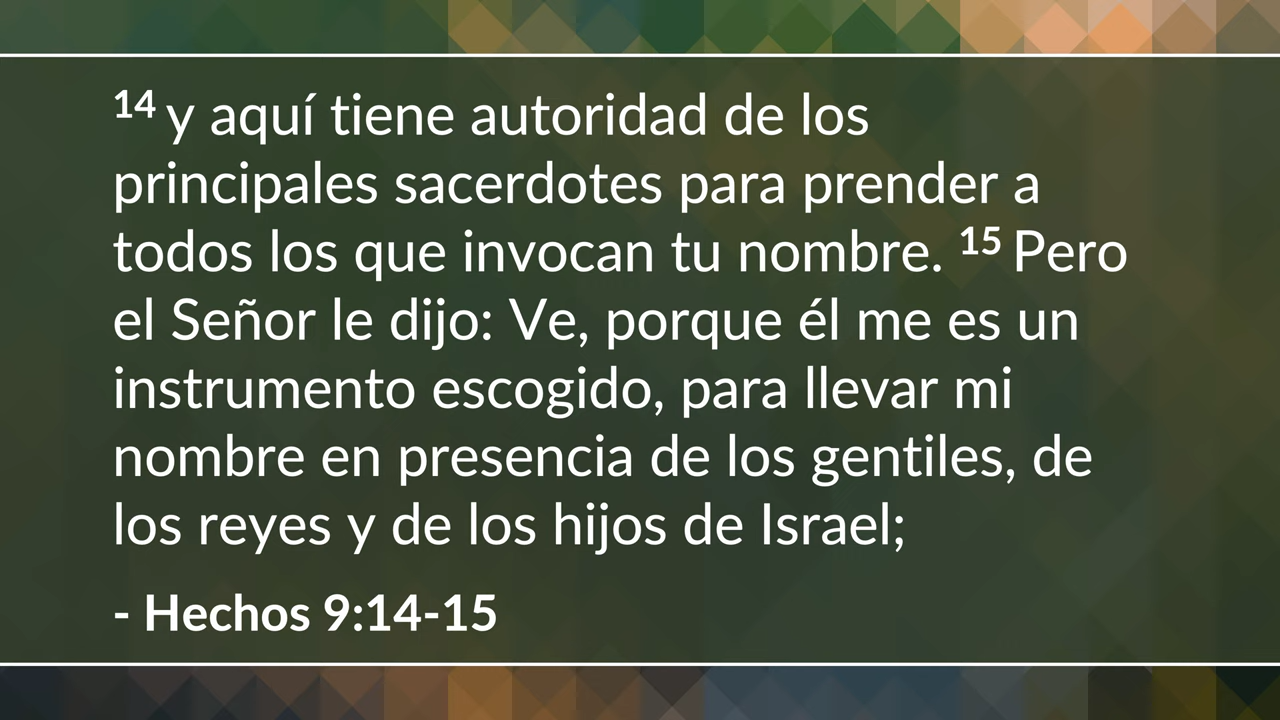 14 y aquí tiene autoridad de los
principales sacerdotes para prender a
todos los que invocan tu nombre. 15 Pero
el Señor le dijo: Ve, porque él me es un
instrumento escogido, para llevar mi
nombre en presencia de los gentiles, de
los reyes y de los hijos de Israel;
- Hechos 9:14-15